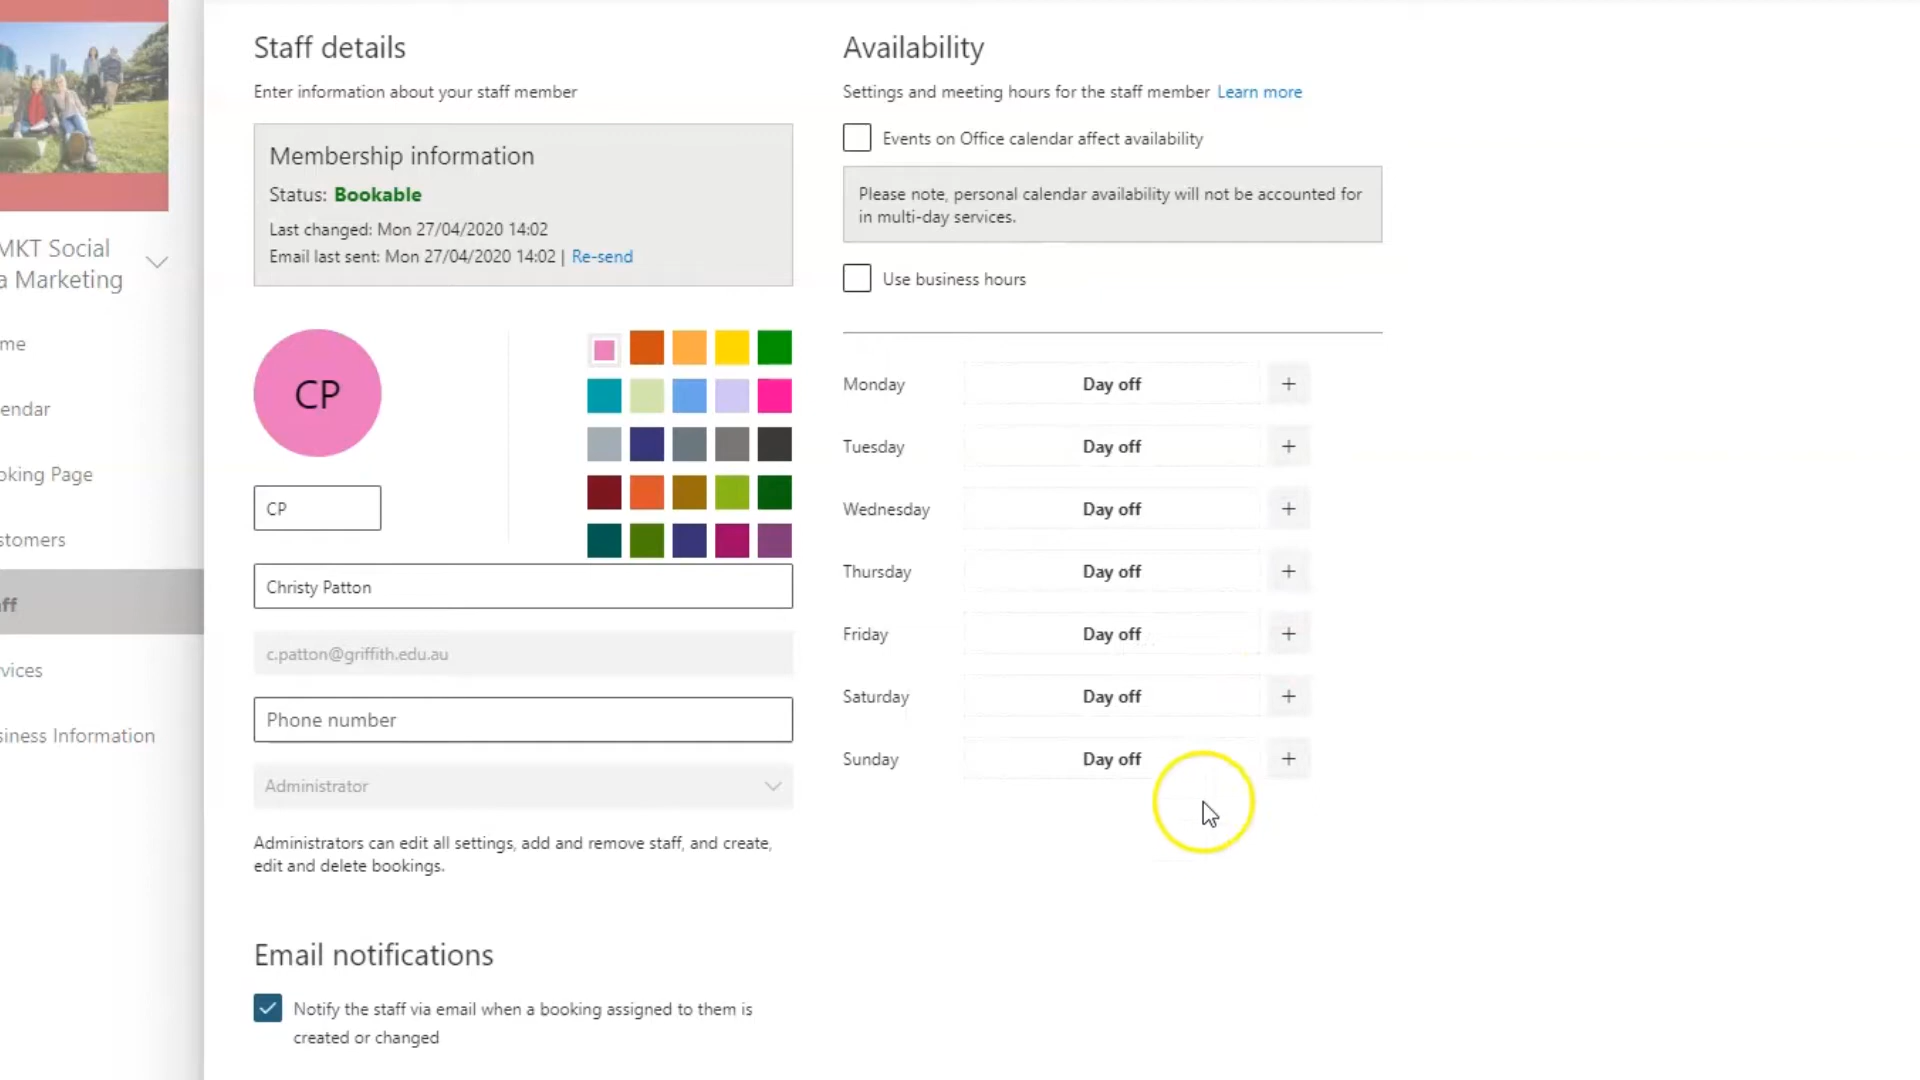 MKT Social
a Marketing
me
endar
oking Page
stomers
ff
vices
siness Information
Staff details
Enter information about your staff member
Membership information
Status: Bookable
Last changed: Mon 27/04/2020 14:02
Email last sent: Mon 27/04/2020 14:02 | Re-send
CP
CP
Christy Patton
c.patton@griffith.edu.au
Phone number
Administrator
Administrators can edit all settings, add and remove staff, and create,
edit and delete bookings.
Email notifications
Notify the staff via email when a booking assigned to them is
created or changed
Availability
Settings and meeting hours for the staff member Learn more
Events on Office calendar affect availability
Please note, personal calendar availability will not be accounted for
in multi-day services.
Use business hours
Monday Day off +
Tuesday Day off +
Wednesday Day off +
Thursday Day off +
Friday Day off +
Saturday Day off +
Sunday Day off +